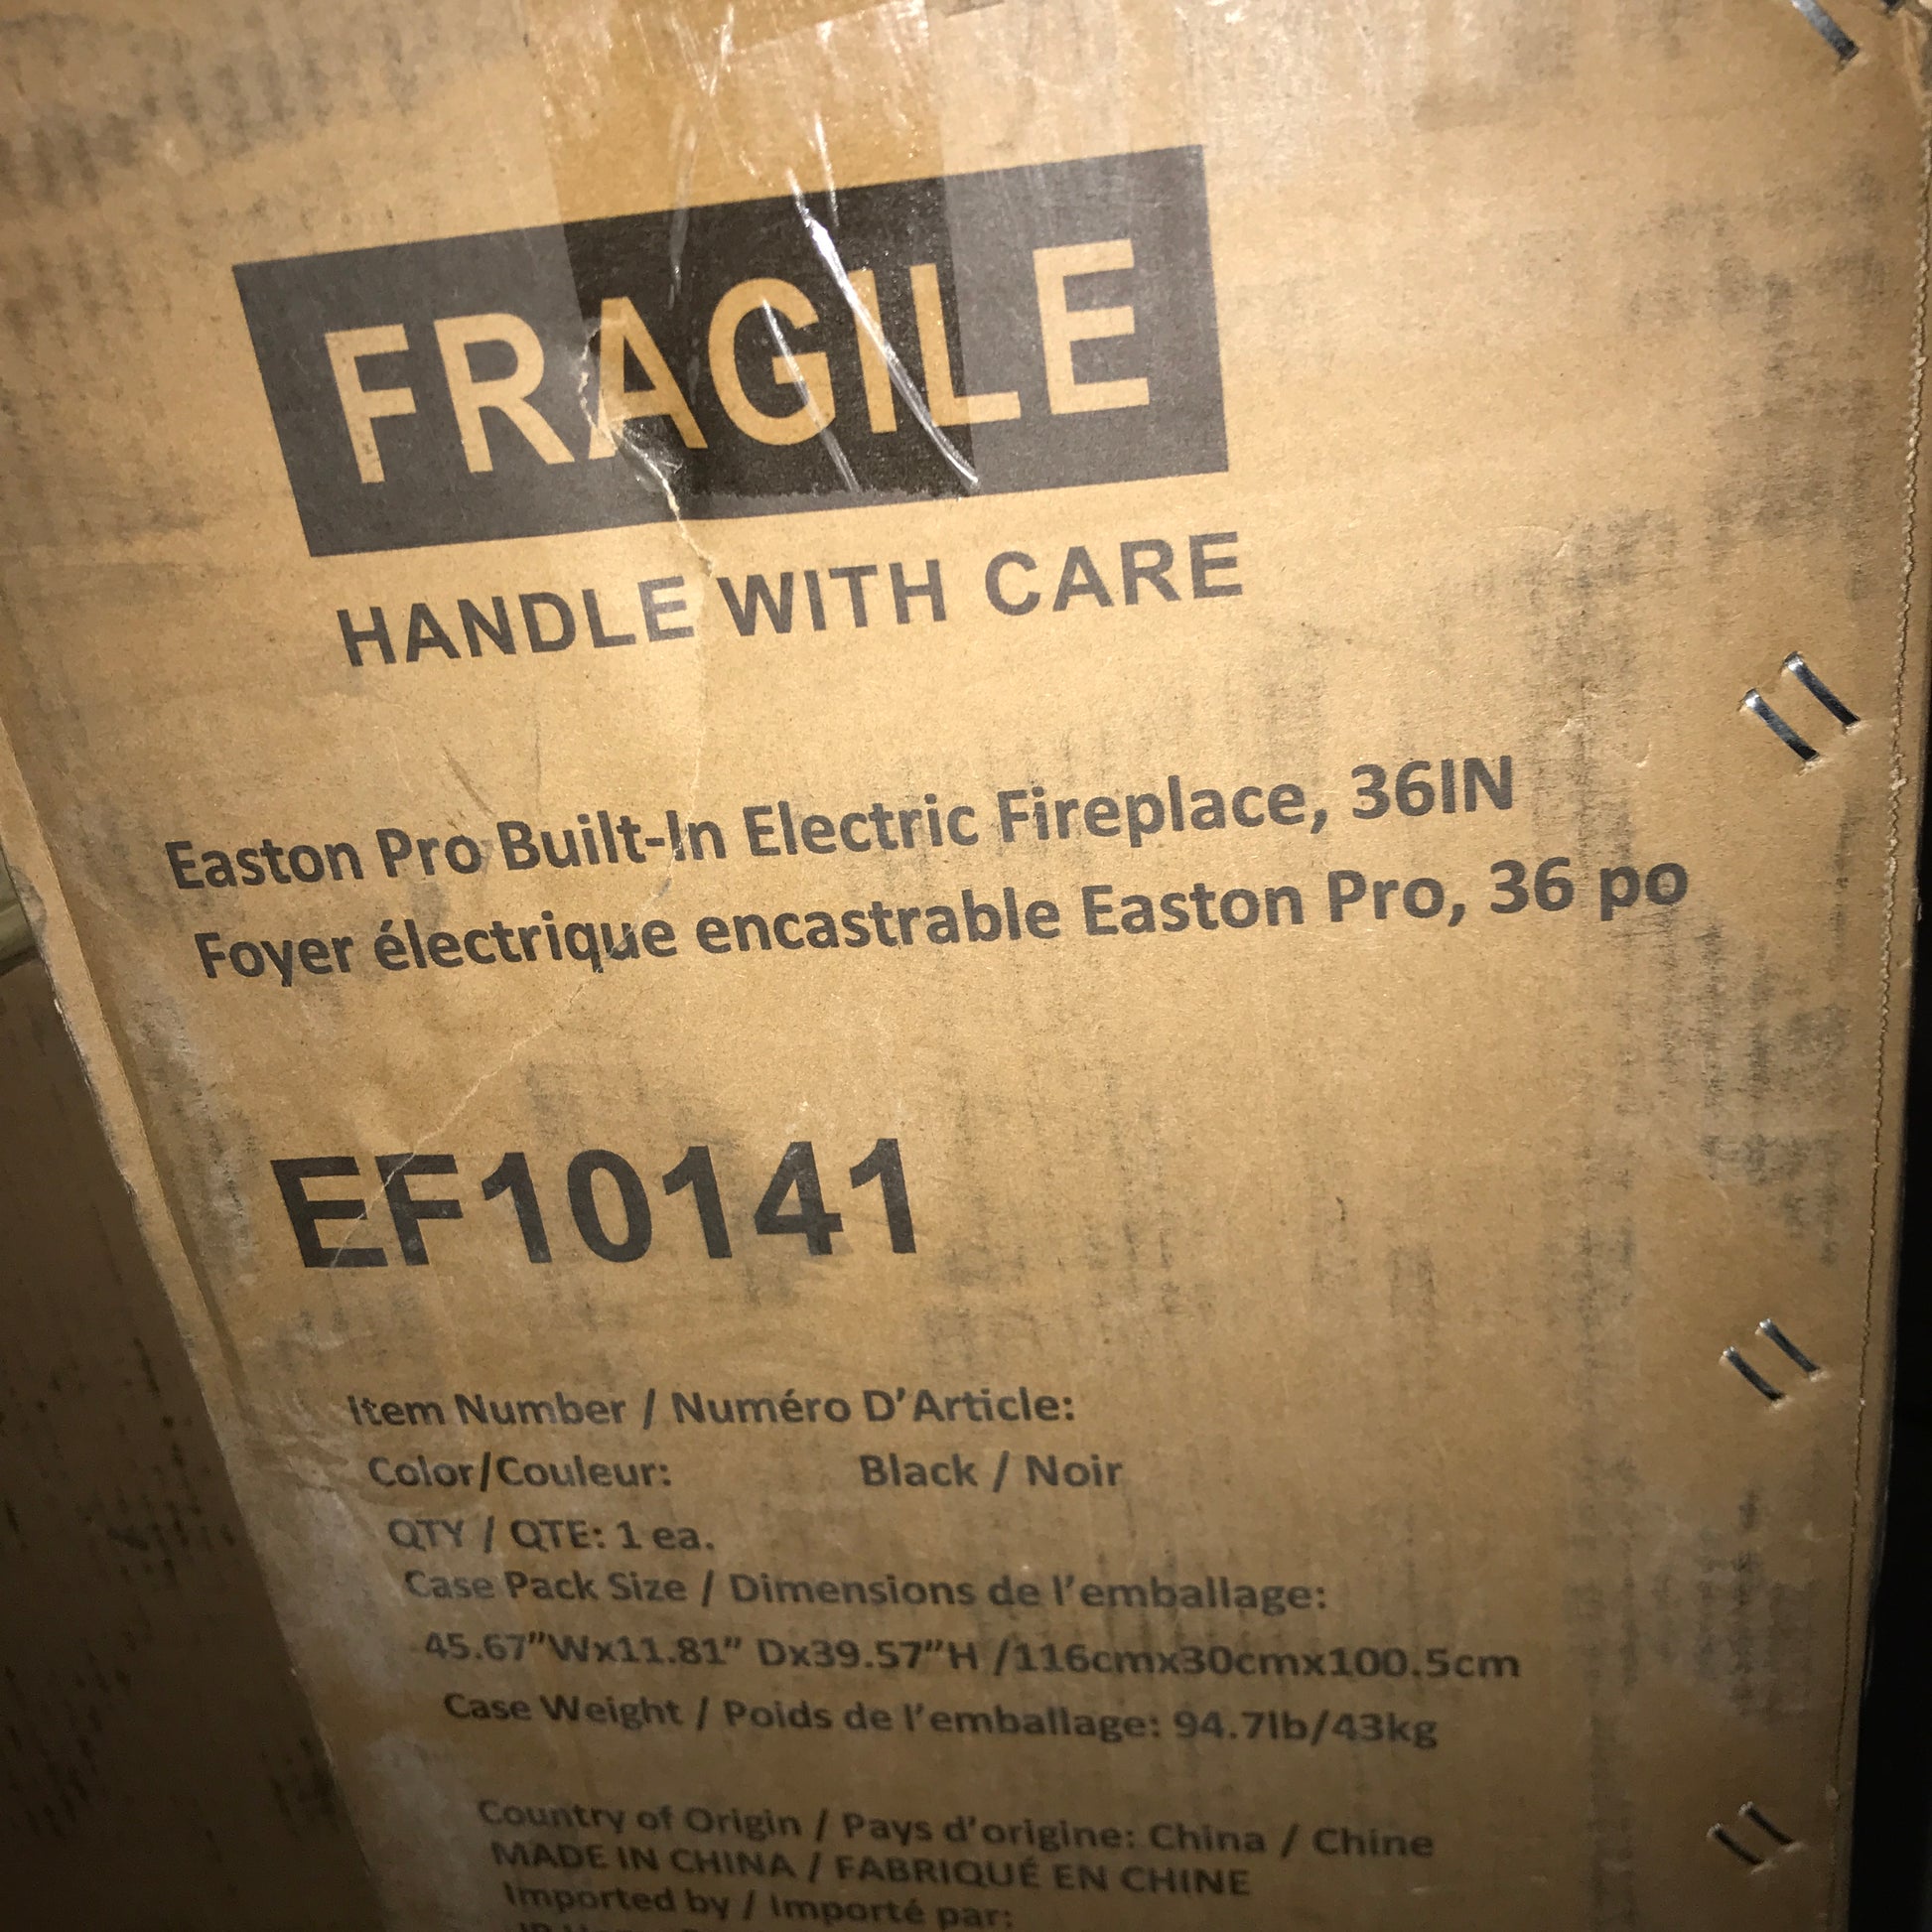 FRAGILE
HANDLE WITH CARE
Easton Pro Built-In Electric Fireplace, 36IN
Foyer électrique encastrable Easton Pro, 36 po
EF10141
Item Number / Numéro D'Article:
Color/Couleur: Black / Noir
QTY / QTE: 1 ea.
Case Pack Size / Dimensions de l'emballage:
45.67"Wx11.81" Dx39.57"H /116cmx30cmx100.5cm
Case Weight / Poids de l'emballage: 94.7lb/43kg
Country of Origin / Pays d'origine: China / Chine
MADE IN CHINA / FABRIQUÉ EN CHINE
Imported by / Importé par: